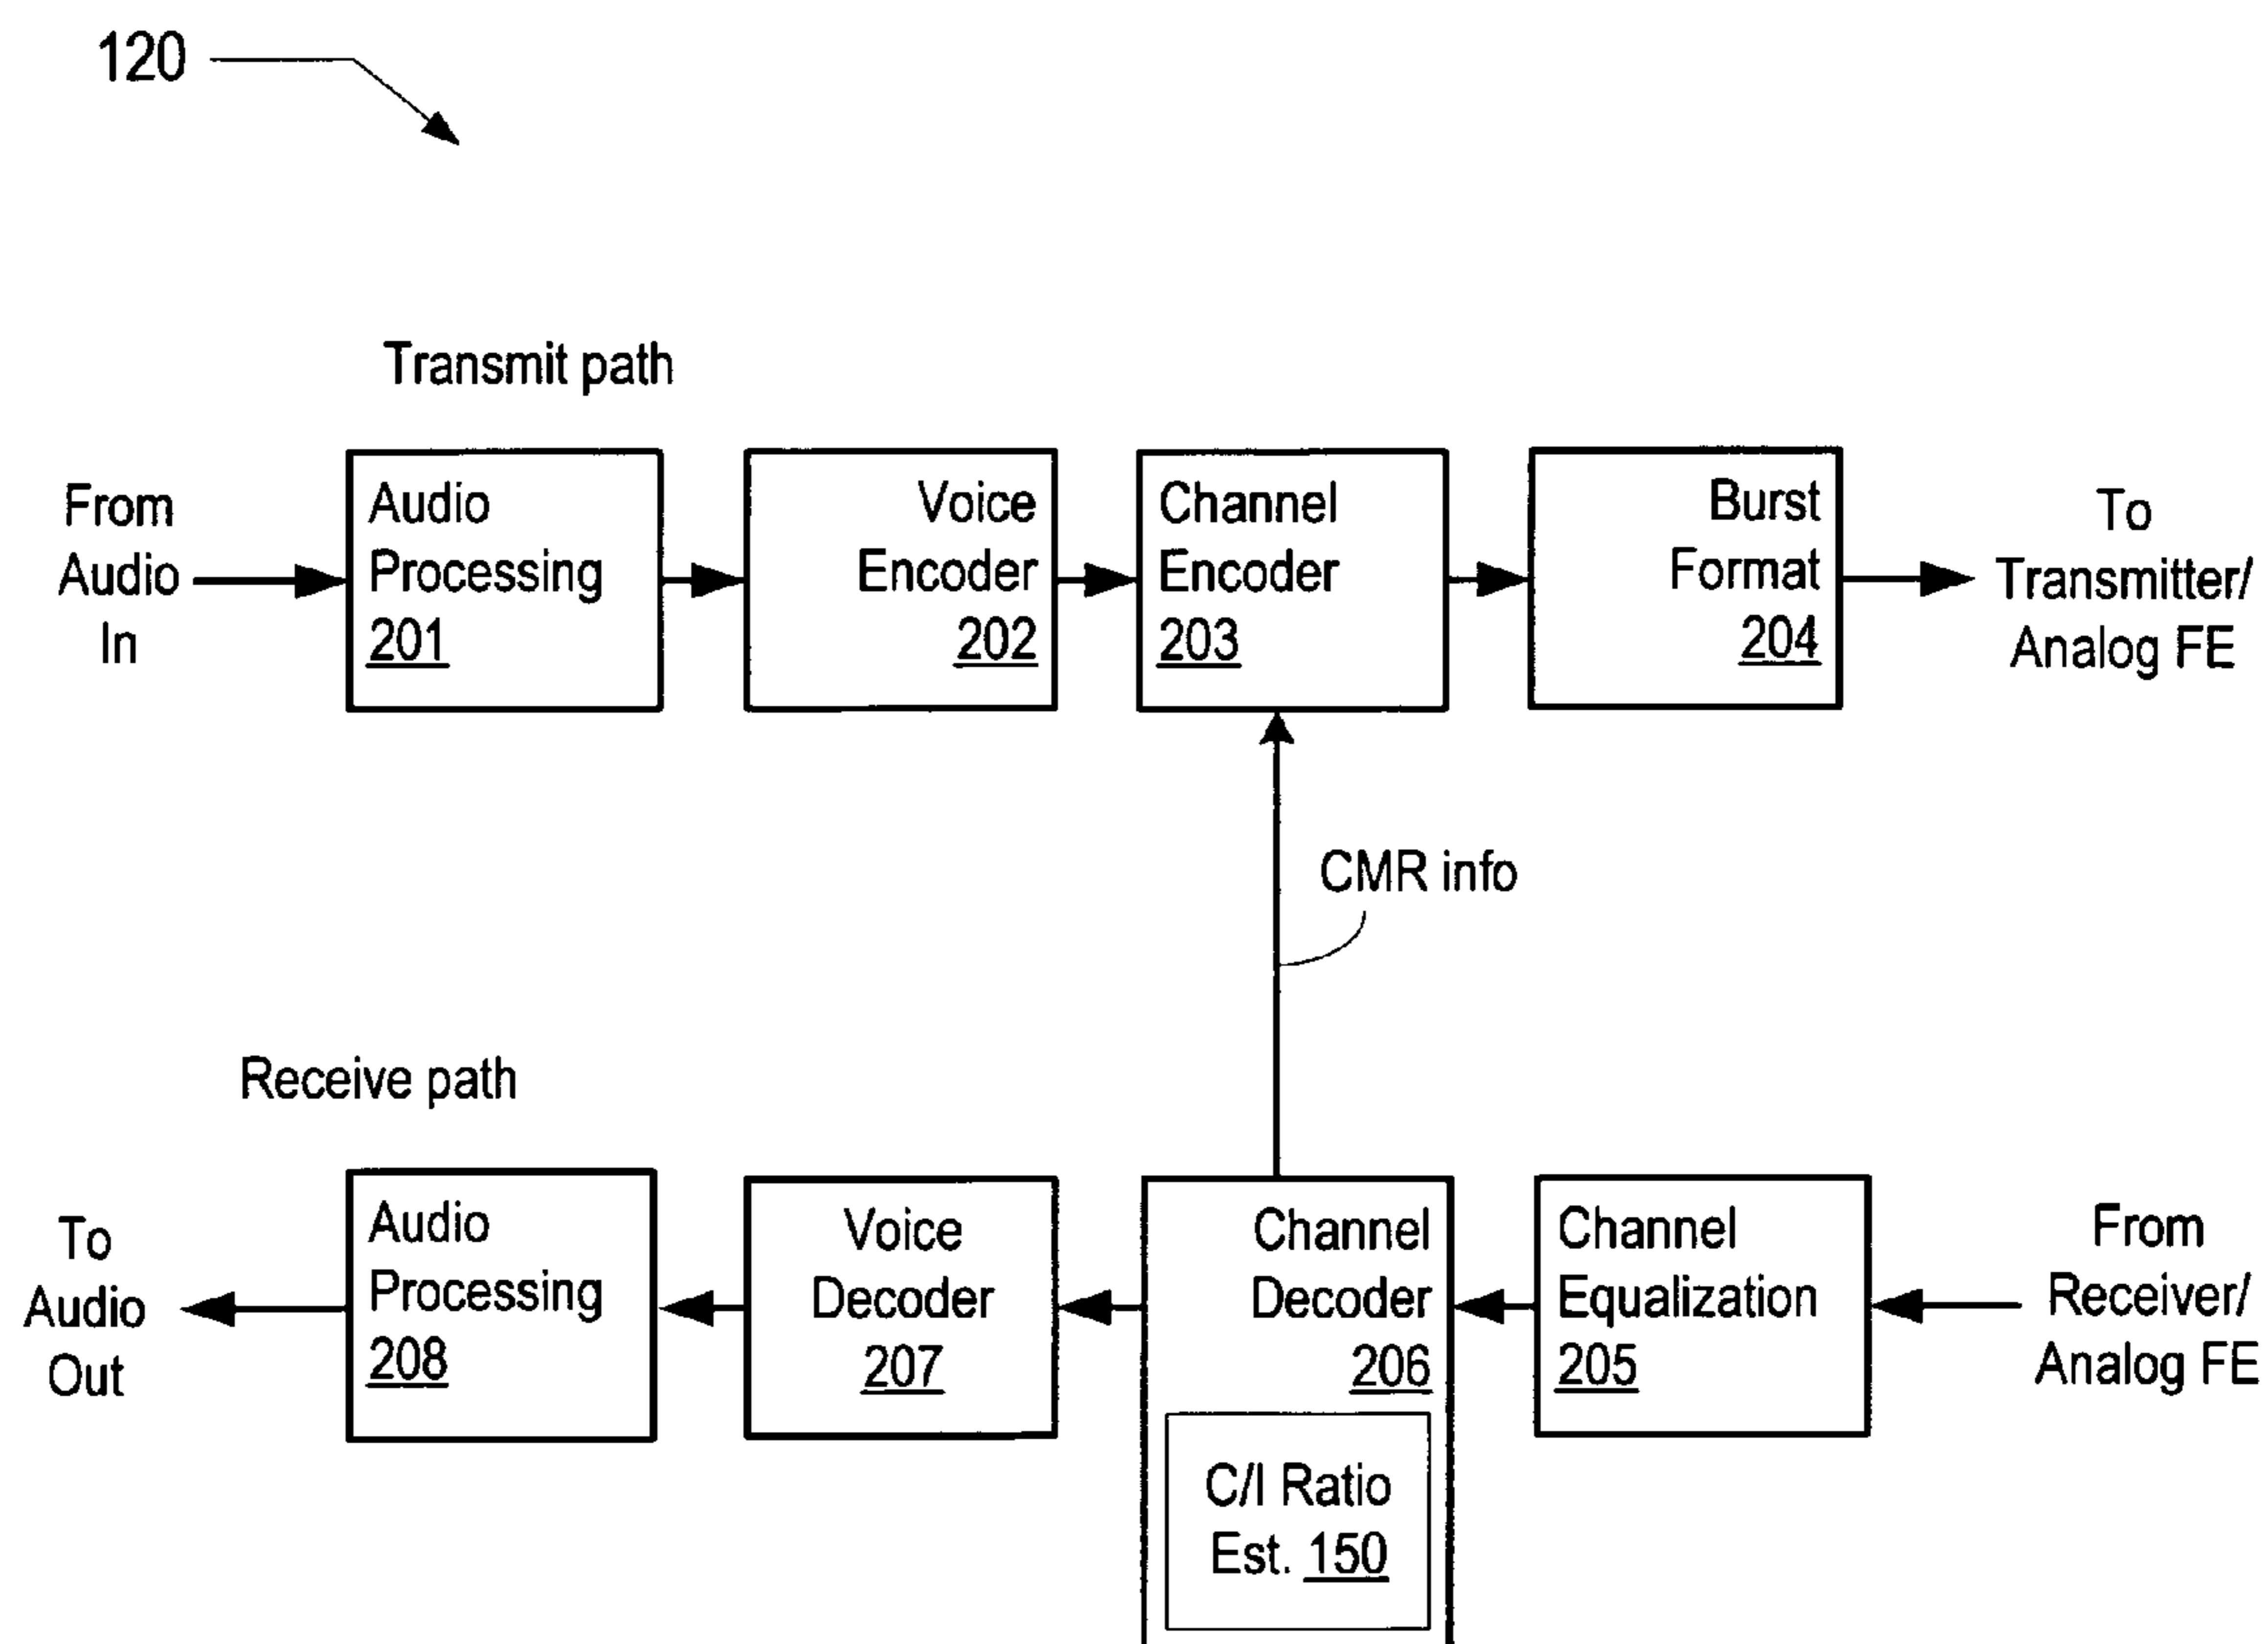 120
Transmit path
From
Audio
In
Audio
Processing
201
Voice
Encoder
202
Channel
Encoder
203
Burst
Format
204
To
Transmitter/
Analog FE
CMR info
Receive path
To
Audio
Out
Audio
Processing
208
Voice
Decoder
207
Channel
Decoder
206
C/I Ratio
Est. 150
Channel
Equalization
205
From
Receiver/
Analog FE